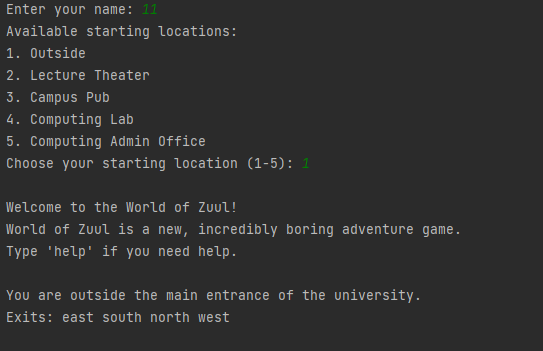 Enter your name: 11
Available starting locations:
1. Outside
2. Lecture Theater
3. Campus Pub
4. Computing Lab
5. Computing Admin Office
Choose your starting location (1-5): 1
Welcome to the World of Zuul!
World of Zuul is a new, incredibly boring adventure game.
Type 'help' if you need help.
You are outside the main entrance of the university.
Exits: east south north west